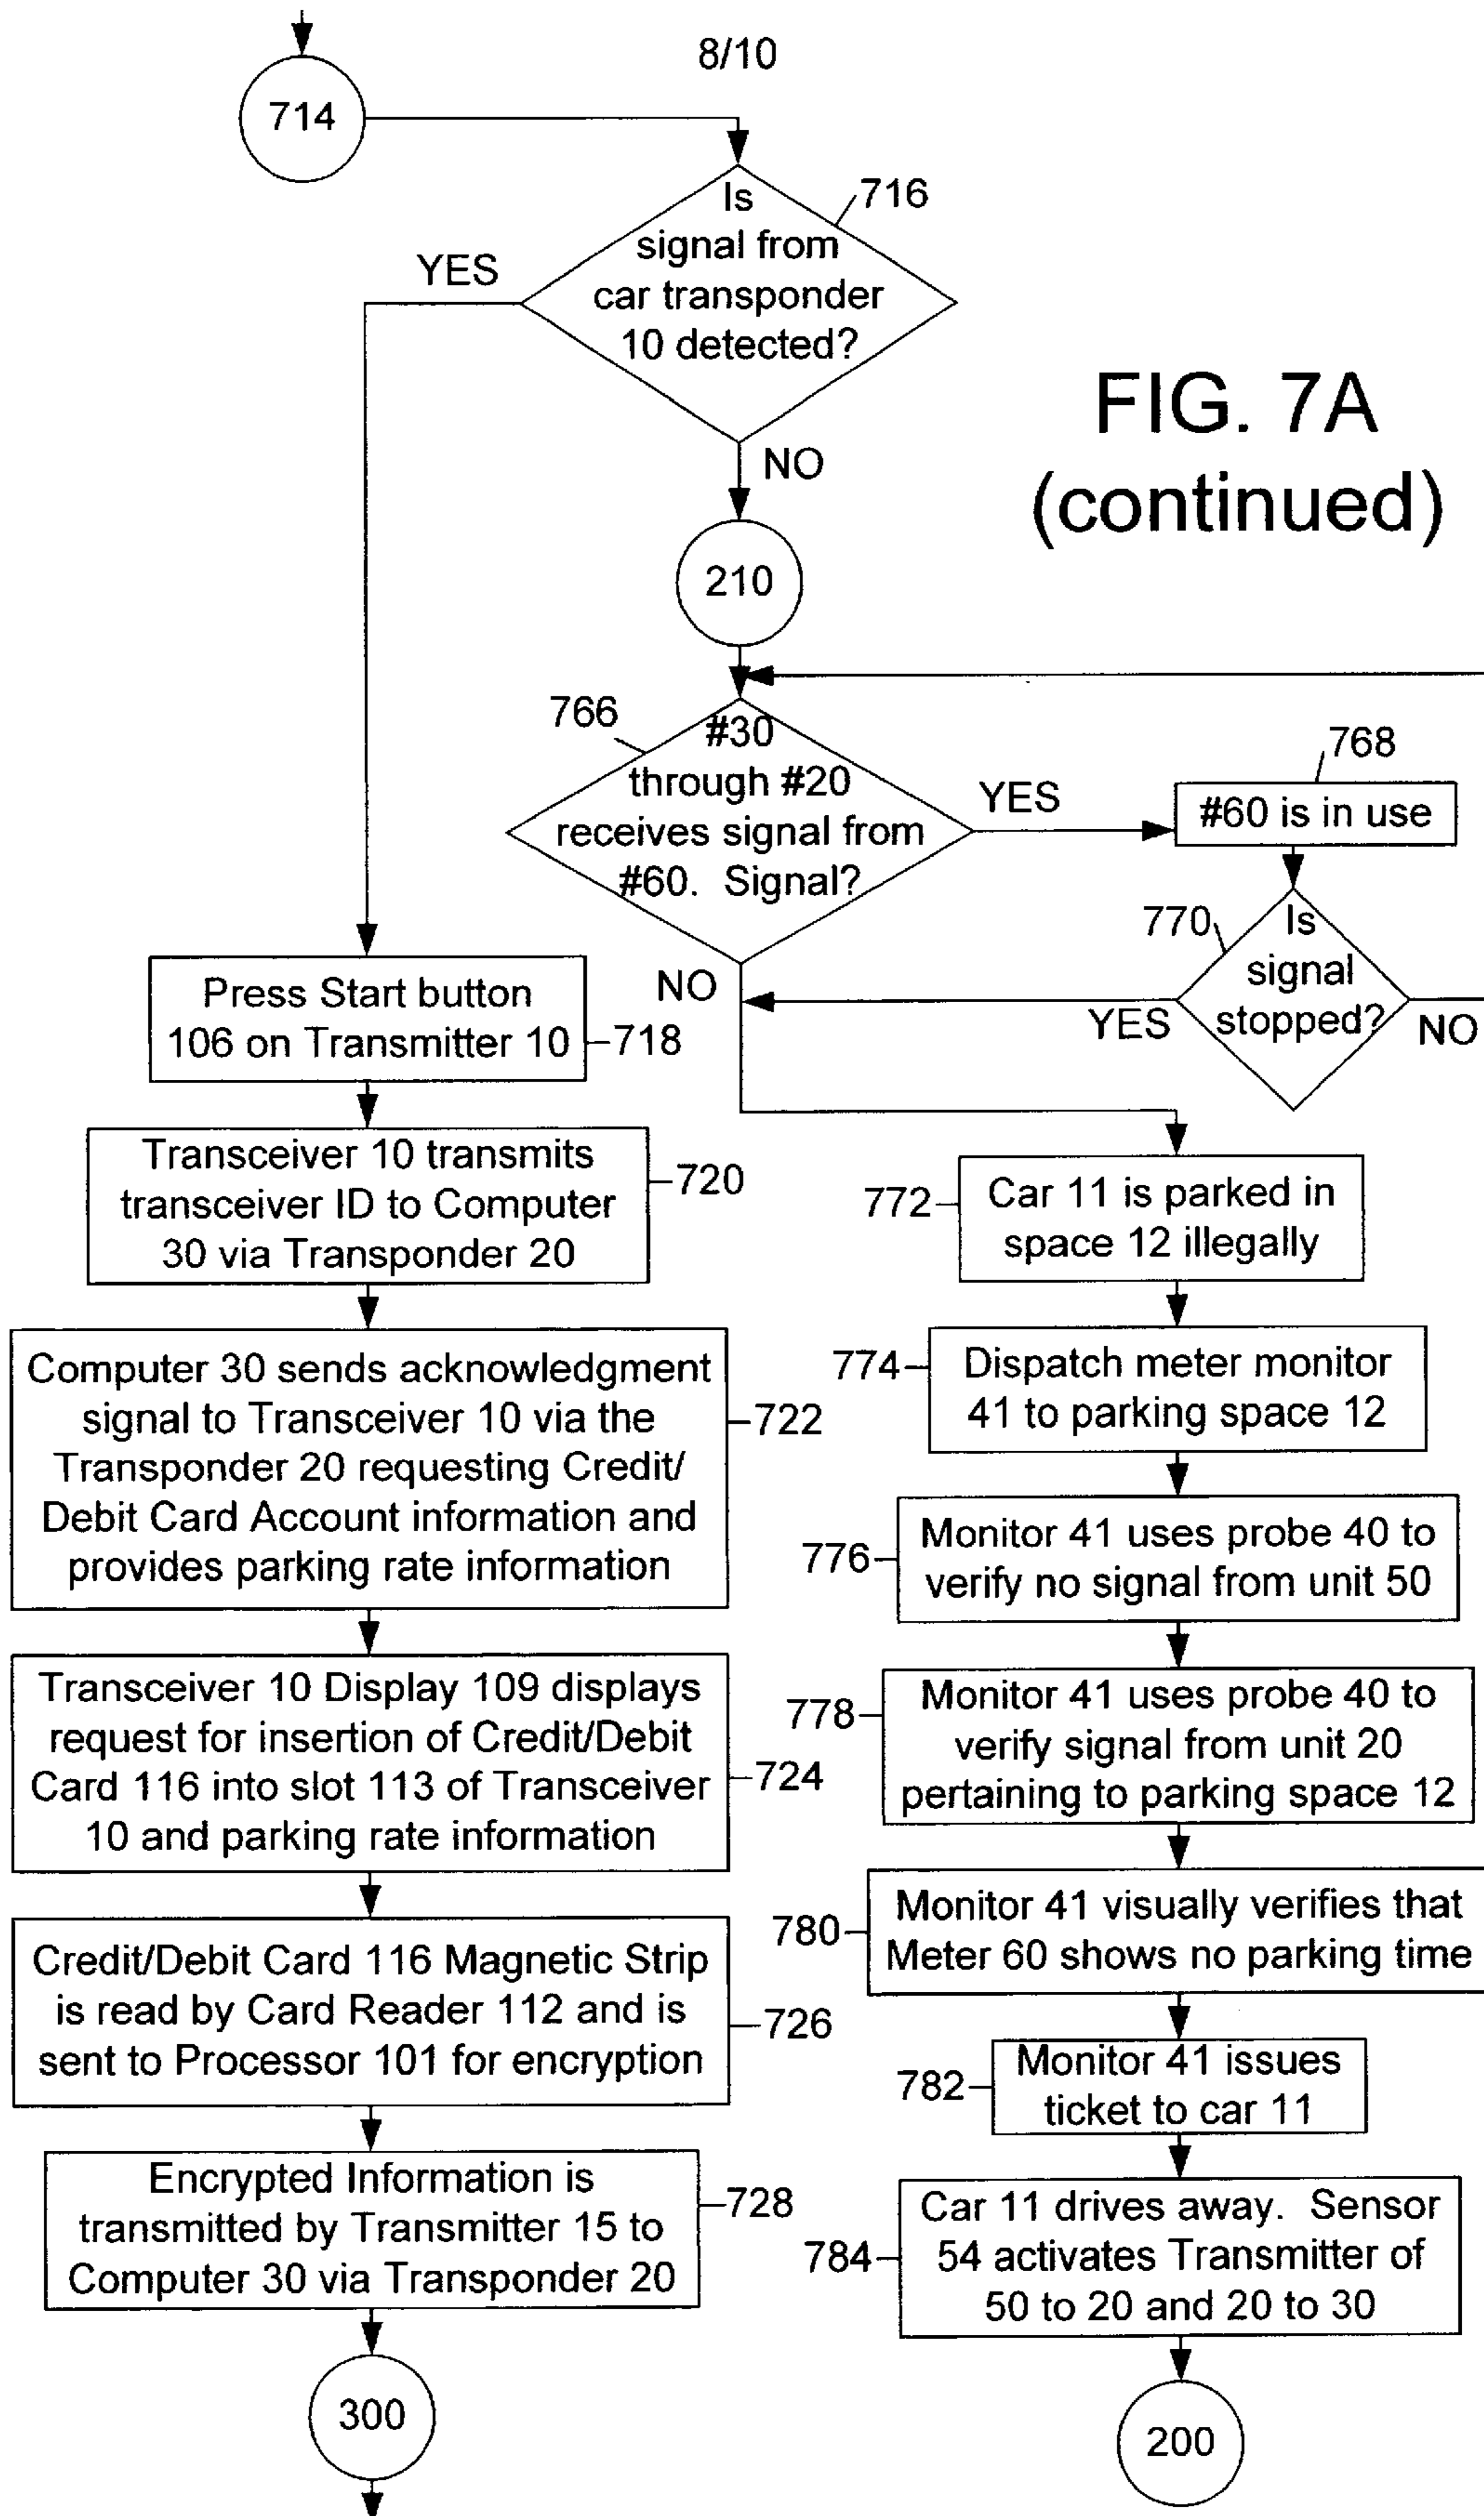 8/10
714
Is
signal from
car transponder
10 detected?
716
YES
NO
FIG. 7A
(continued)
210
766
#30
through #20
receives signal from
#60. Signal?
YES
NO
768
#60 is in use
770
Is
signal
stopped?
YES
NO
Press Start button
106 on Transmitter 10
718
Transceiver 10 transmits
transceiver ID to Computer
30 via Transponder 20
720
Computer 30 sends acknowledgment
signal to Transceiver 10 via the
Transponder 20 requesting Credit/
Debit Card Account information and
provides parking rate information
722
Transceiver 10 Display 109 displays
request for insertion of Credit/Debit
Card 116 into slot 113 of Transceiver
10 and parking rate information
724
Credit/Debit Card 116 Magnetic Strip
is read by Card Reader 112 and is
sent to Processor 101 for encryption
726
Encrypted Information is
transmitted by Transmitter 15 to
Computer 30 via Transponder 20
728
300
772
Car 11 is parked in
space 12 illegally
774
Dispatch meter monitor
41 to parking space 12
776
Monitor 41 uses probe 40 to
verify no signal from unit 50
778
Monitor 41 uses probe 40 to
verify signal from unit 20
pertaining to parking space 12
780
Monitor 41 visually verifies that
Meter 60 shows no parking time
782
Monitor 41 issues
ticket to car 11
784
Car 11 drives away. Sensor
54 activates Transmitter of
50 to 20 and 20 to 30
200